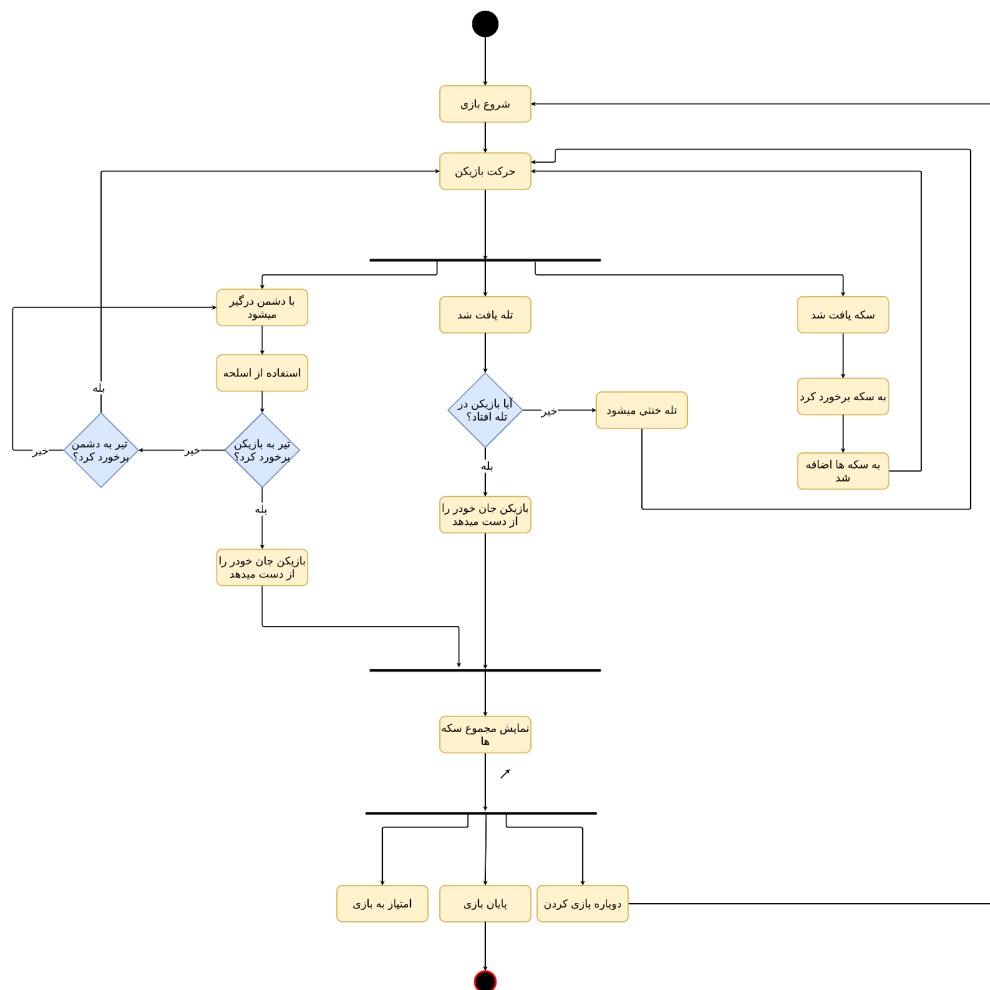 شروع بازی
حرکت بازیکن
با دشمن درگیر
میشود
تله یافت شد
سکه یافت شد
استفاده از اسلحه
بله
آیا بازیکن در
تله افتاد؟
خیر
تله خنثی میشود
به سکه برخورد کرد
تیر به دشمن
برخورد کرد؟
خیر
خیر
تیر به بازیکن
برخورد کرد؟
بله
به سکه ها اضافه
شد
بله
بازیکن جان خودر را
از دست میدهد
بازیکن جان خودر را
از دست میدهد
نمایش مجموع سکه
ها
امتیاز به بازی
پایان بازی
دوباره بازی کردن